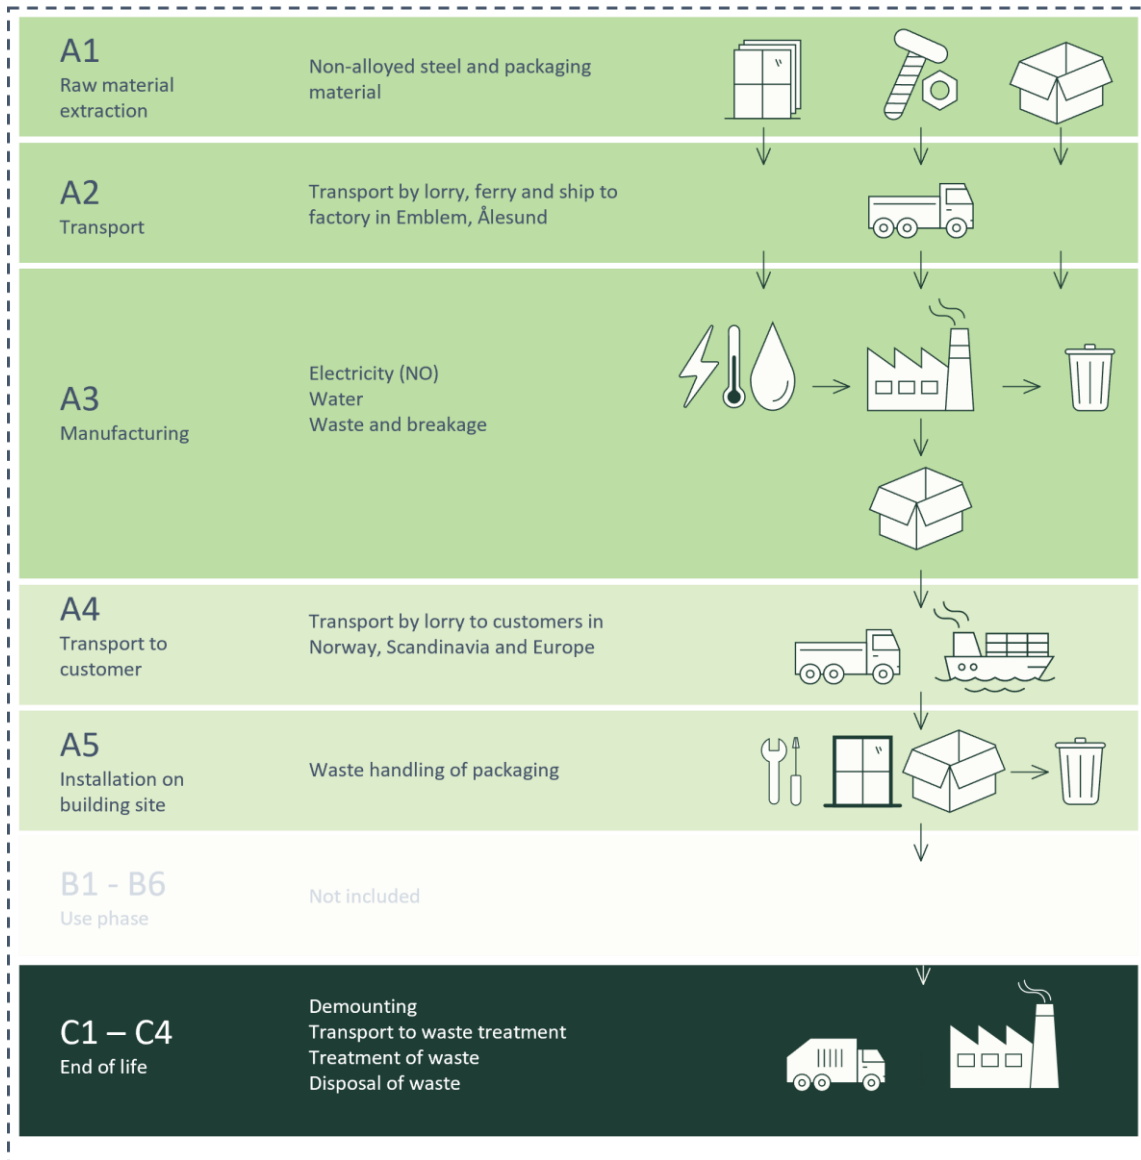 A1
Raw material
extraction
Non-alloyed steel and packaging
material
A2
Transport
Transport by lorry, ferry and ship to
factory in Emblem, Ålesund
A3
Manufacturing
Electricity (NO)
Water
Waste and breakage
A4
Transport to
customer
Transport by lorry to customers in
Norway, Scandinavia and Europe
A5
Installation on
building site
Waste handling of packaging
B1 - B6
Use phase
Not included
C1 – C4
End of life
Demounting
Transport to waste treatment
Treatment of waste
Disposal of waste